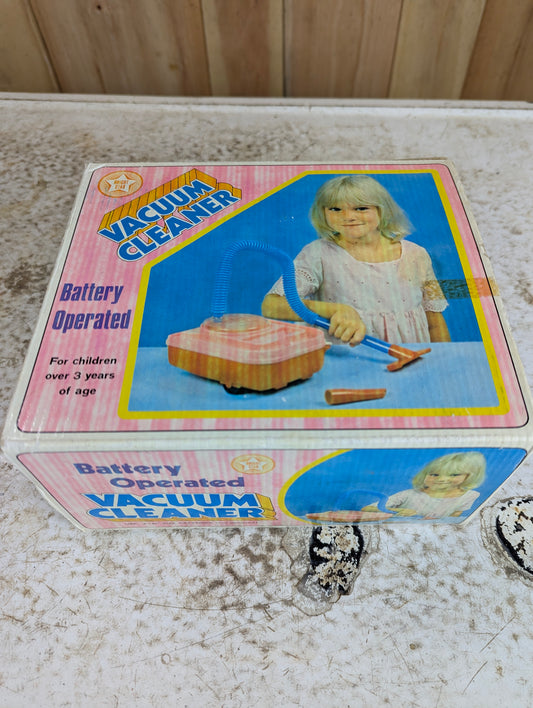 VACUUM
CLEANER
Battery
Operated
For children
over 3 years
of age
Battery
Operated
VACUUM
CLEANER